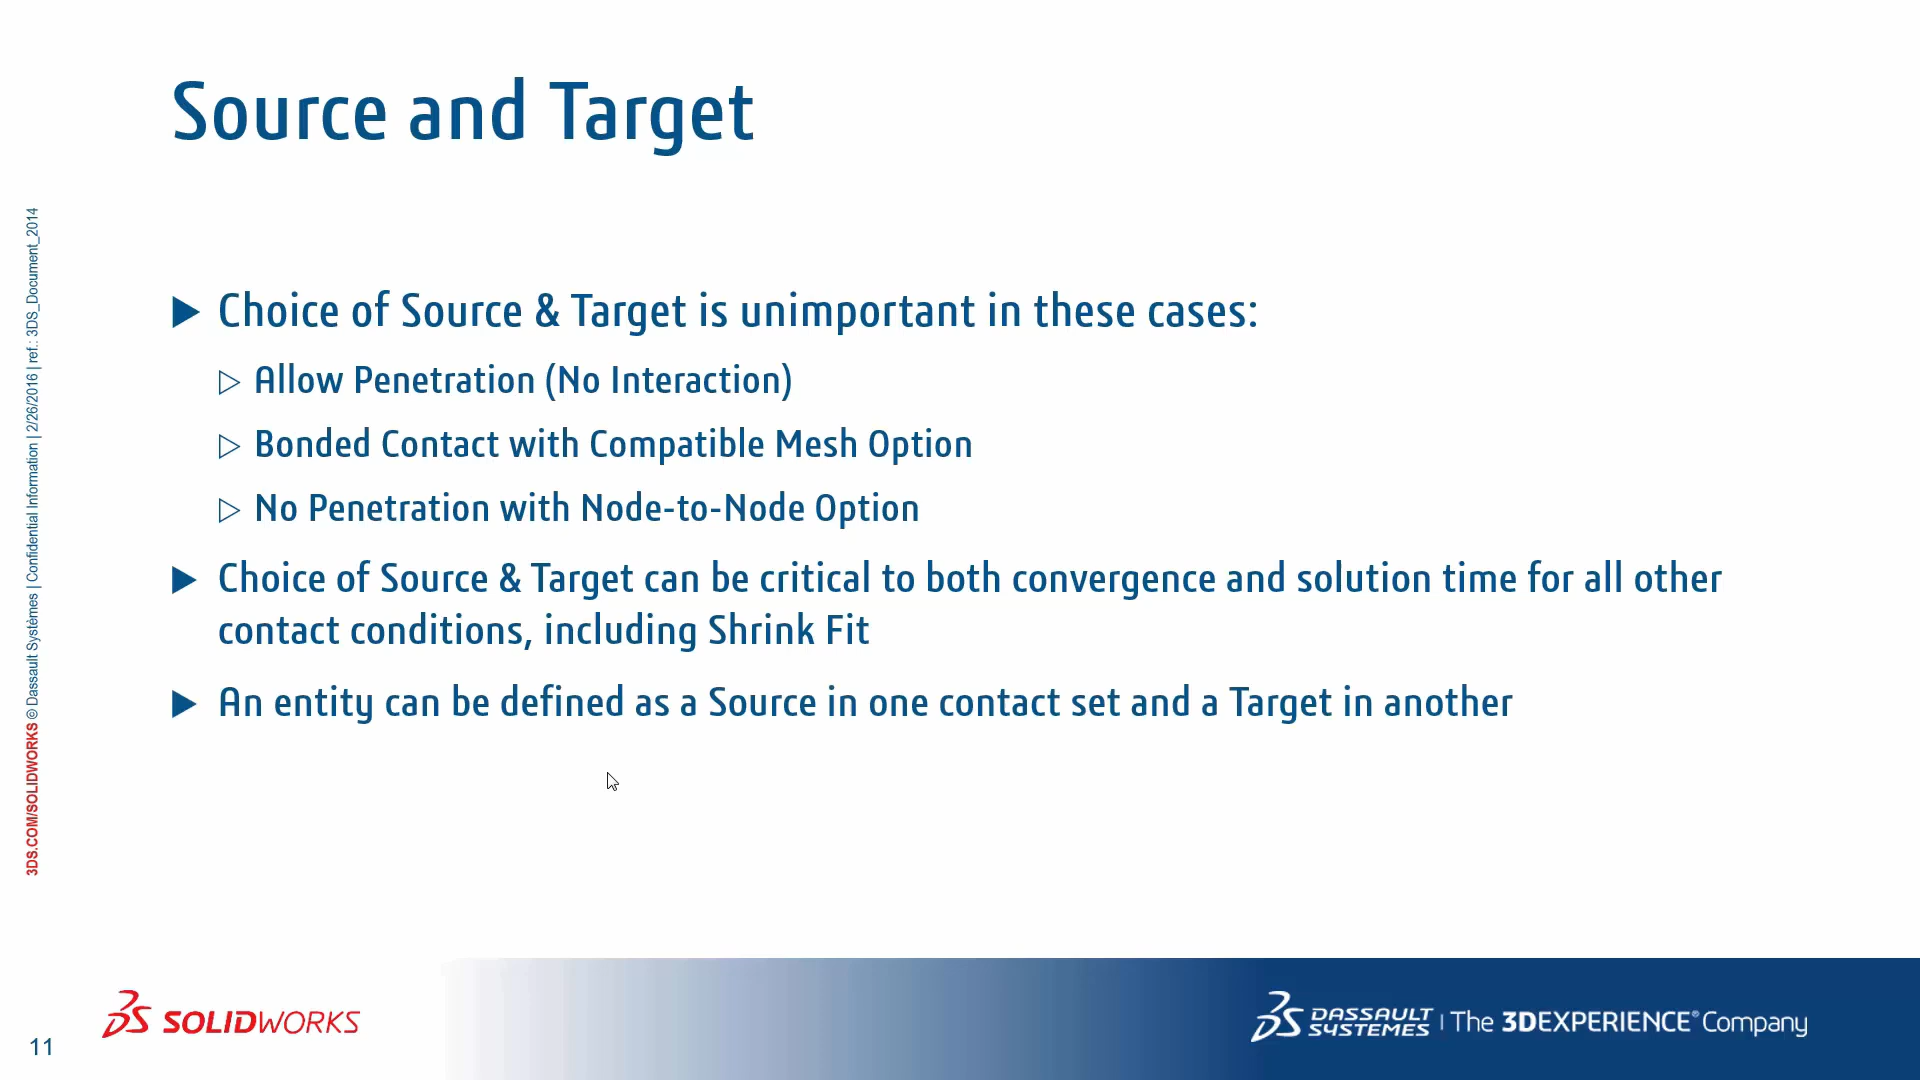 Source and Target
▶ Choice of Source & Target is unimportant in these cases:
▷ Allow Penetration (No Interaction)
▷ Bonded Contact with Compatible Mesh Option
▷ No Penetration with Node-to-Node Option
▶ Choice of Source & Target can be critical to both convergence and solution time for all other
contact conditions, including Shrink Fit
▶ An entity can be defined as a Source in one contact set and a Target in another
3DS.COM/SOLIDWORKS © Dassault Systèmes | Confidential Information | 2/26/2016 | ref.: 3DS_Document_2014
11
SOLIDWORKS
DASSAULT SYSTEMES | The 3DEXPERIENCE® Company